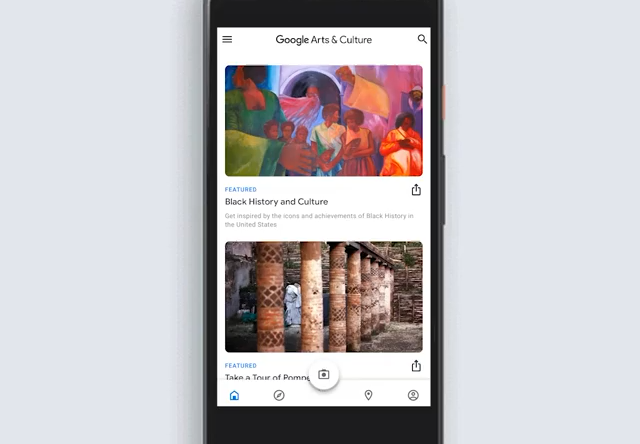 Google Arts & Culture
FEATURED
Black History and Culture
Get inspired by the icons and achievements of Black History in
the United States
FEATURED
Take a Tour of Pompe